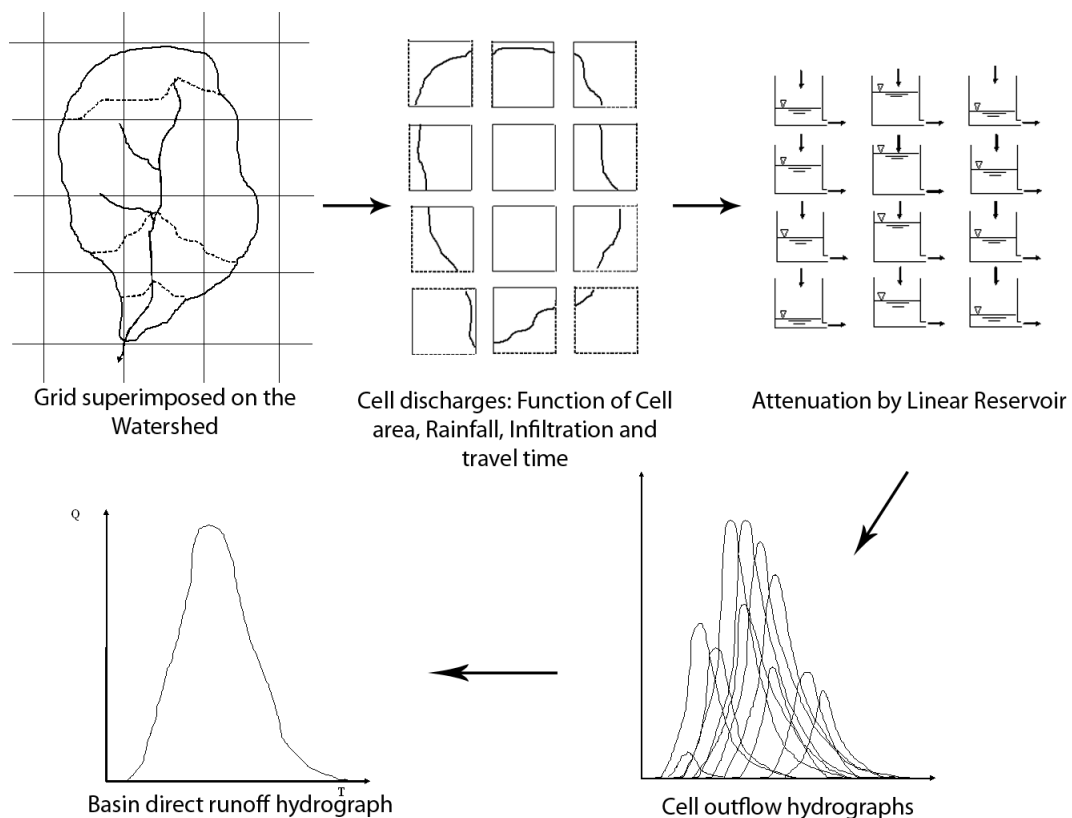 Grid superimposed on the
Watershed
Cell discharges: Function of Cell
area, Rainfall, Infiltration and
travel time
Attenuation by Linear Reservoir
Q
T
Basin direct runoff hydrograph
Cell outflow hydrographs